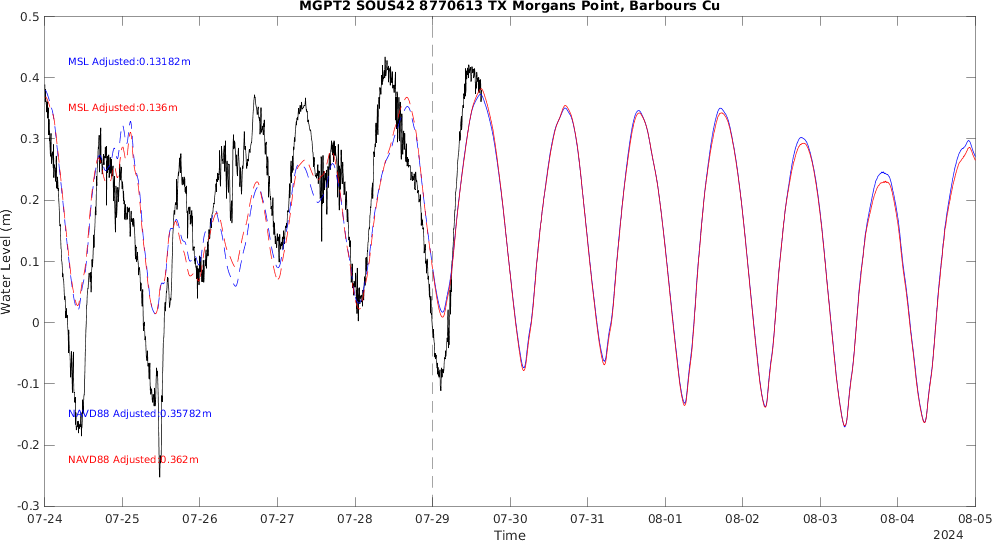 MGPT2 SOUS42 8770613 TX Morgans Point, Barbours Cu
0.5
0.4
0.3
0.2
0.1
0
-0.1
-0.2
-0.3
Water Level (m)
MSL Adjusted:0.13182m
MSL Adjusted:0.136m
NAVD88 Adjusted:0.35782m
NAVD88 Adjusted:0.362m
07-24 07-25 07-26 07-27 07-28 07-29 07-30 07-31 08-01 08-02 08-03 08-04 08-05
Time
2024